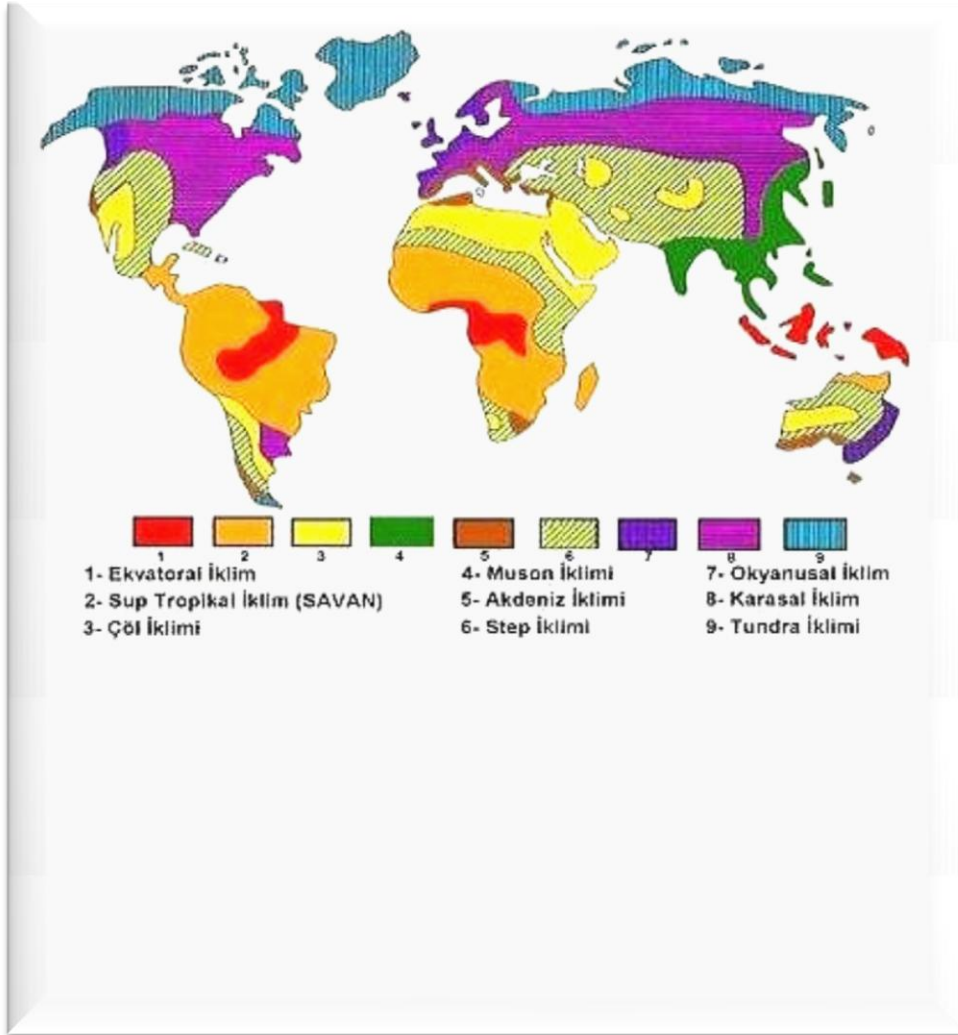 1 2 3 4 5 6 7 8 9
1- Ekvatoral İklim
2- Sup Tropikal İklim (SAVAN)
3- Çöl İklimi
4- Muson İklimi
5- Akdeniz İklimi
6- Step İklimi
7- Okyanusal İklim
8- Karasal İklim
9- Tundra İklimi